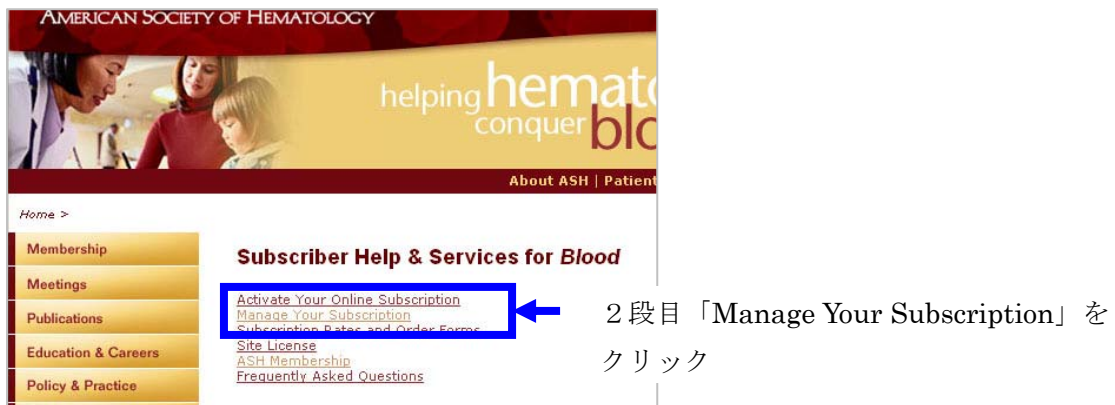 AMERICAN SOCIETY OF HEMATOLOGY
helping hemato
conquer blo
About ASH | Patient
Home >
Membership
Meetings
Publications
Education & Careers
Policy & Practice
Subscriber Help & Services for Blood
Activate Your Online Subscription
Manage Your Subscription
Subscription Rates and Order Forms
Site License
ASH Membership
Frequently Asked Questions
２段目「Manage Your Subscription」を
クリック